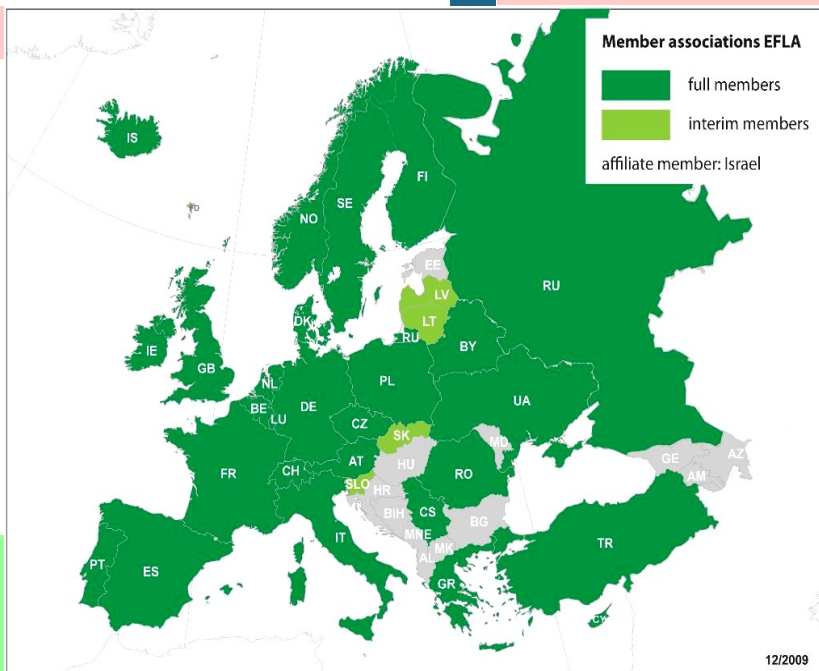 Member associations EFLA
full members
interim members
affiliate member: Israel
IS
FI
NO
SE
EE
LV
LT
RU
DK
RU
BY
IE
GB
NL
BE
LU
DE
PL
CZ
UA
SK
MD
FR
CH
AT
HU
RO
SLO
HR
BIH
CS
MNE
BG
MK
AL
GE
AM
AZ
PT
ES
IT
GR
TR
CY
12/2009